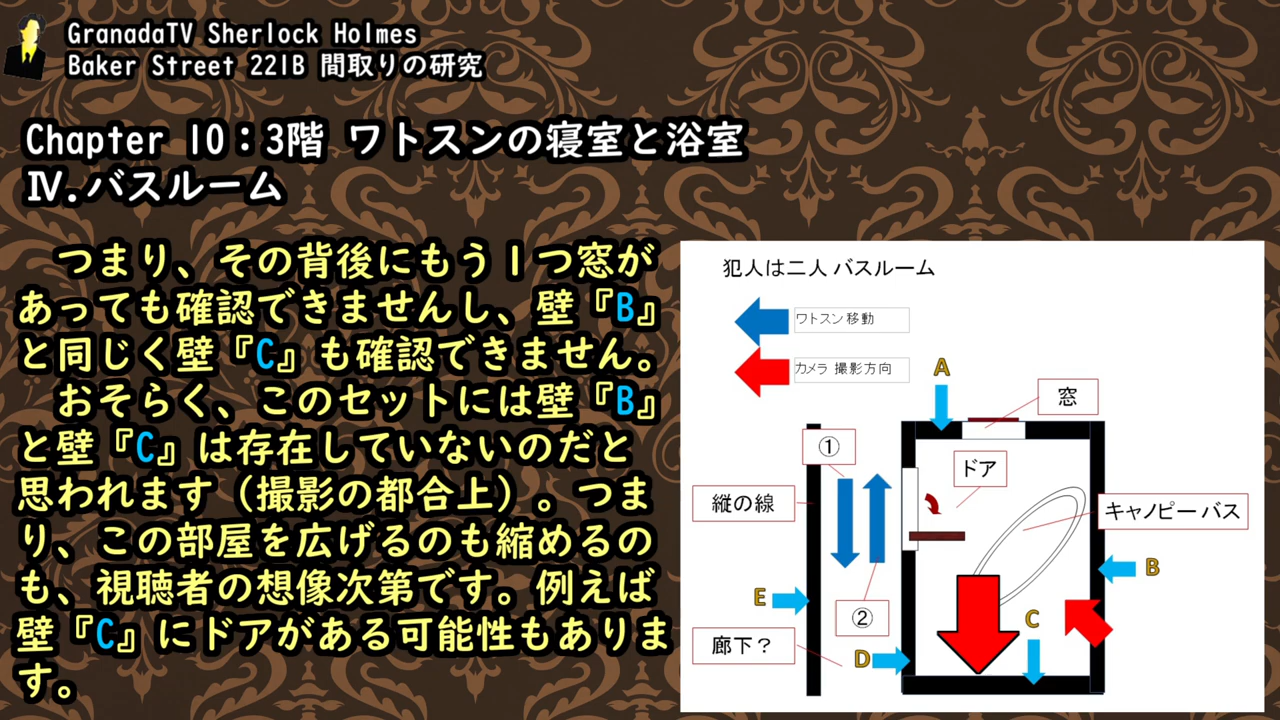 GranadaTV Sherlock Holmes
Baker Street 221B 間取りの研究
Chapter 10：3階 ワトスンの寝室と浴室
Ⅳ.バスルーム
つまり、その背後にもう１つ窓が
あっても確認できませんし、壁『B』
と同じく壁『C』も確認できません。
おそらく、このセットには壁『B』
と壁『C』は存在していないのだと
思われます（撮影の都合上）。つま
り、この部屋を広げるのも縮めるの
も、視聴者の想像次第です。例えば
壁『C』にドアがある可能性もありま
す。
犯人は二人 バスルーム
ワトスン 移動
カメラ 撮影方向
A
窓
①
ドア
縦の線
キャノピーバス
B
E
②
C
廊下？
D